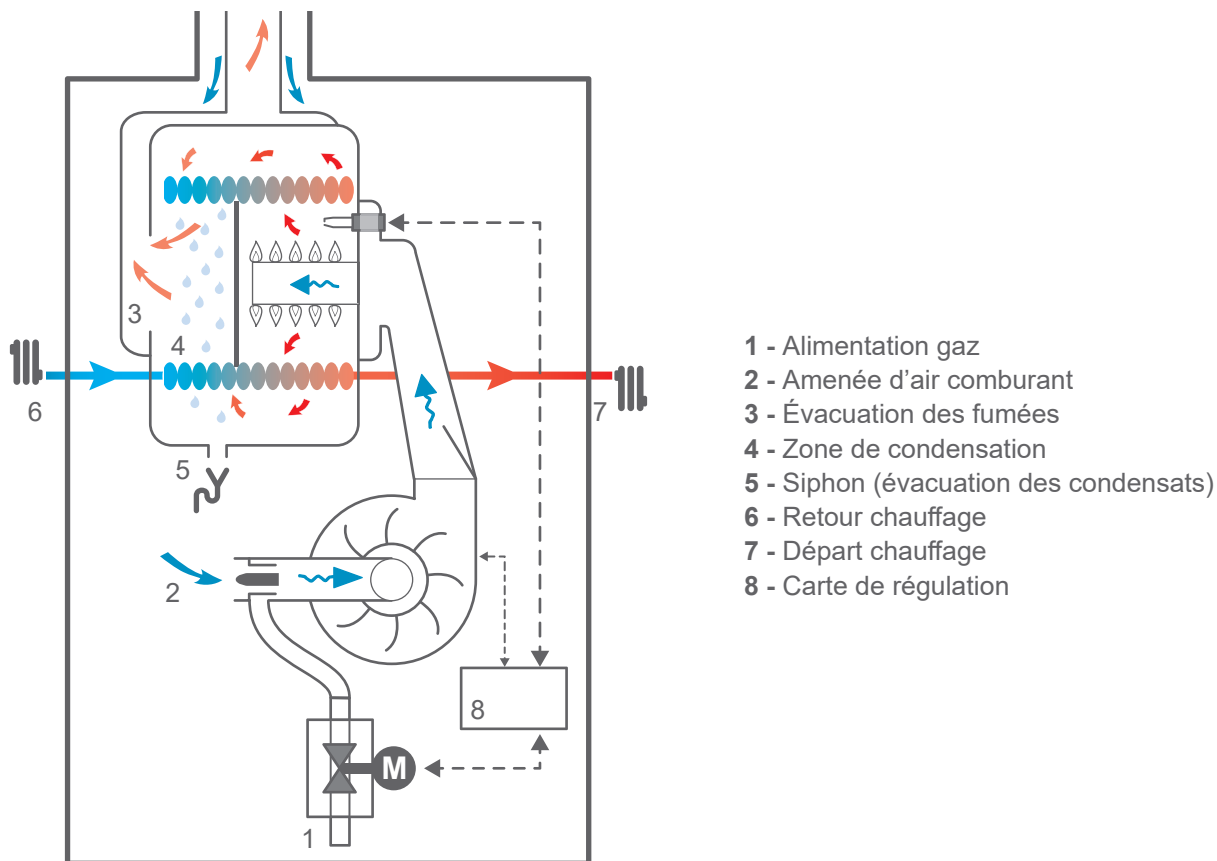 3
4
6
5
7
2
8
M
1
1 - Alimentation gaz
2 - Amenée d'air comburant
3 - Évacuation des fumées
4 - Zone de condensation
5 - Siphon (évacuation des condensats)
6 - Retour chauffage
7 - Départ chauffage
8 - Carte de régulation